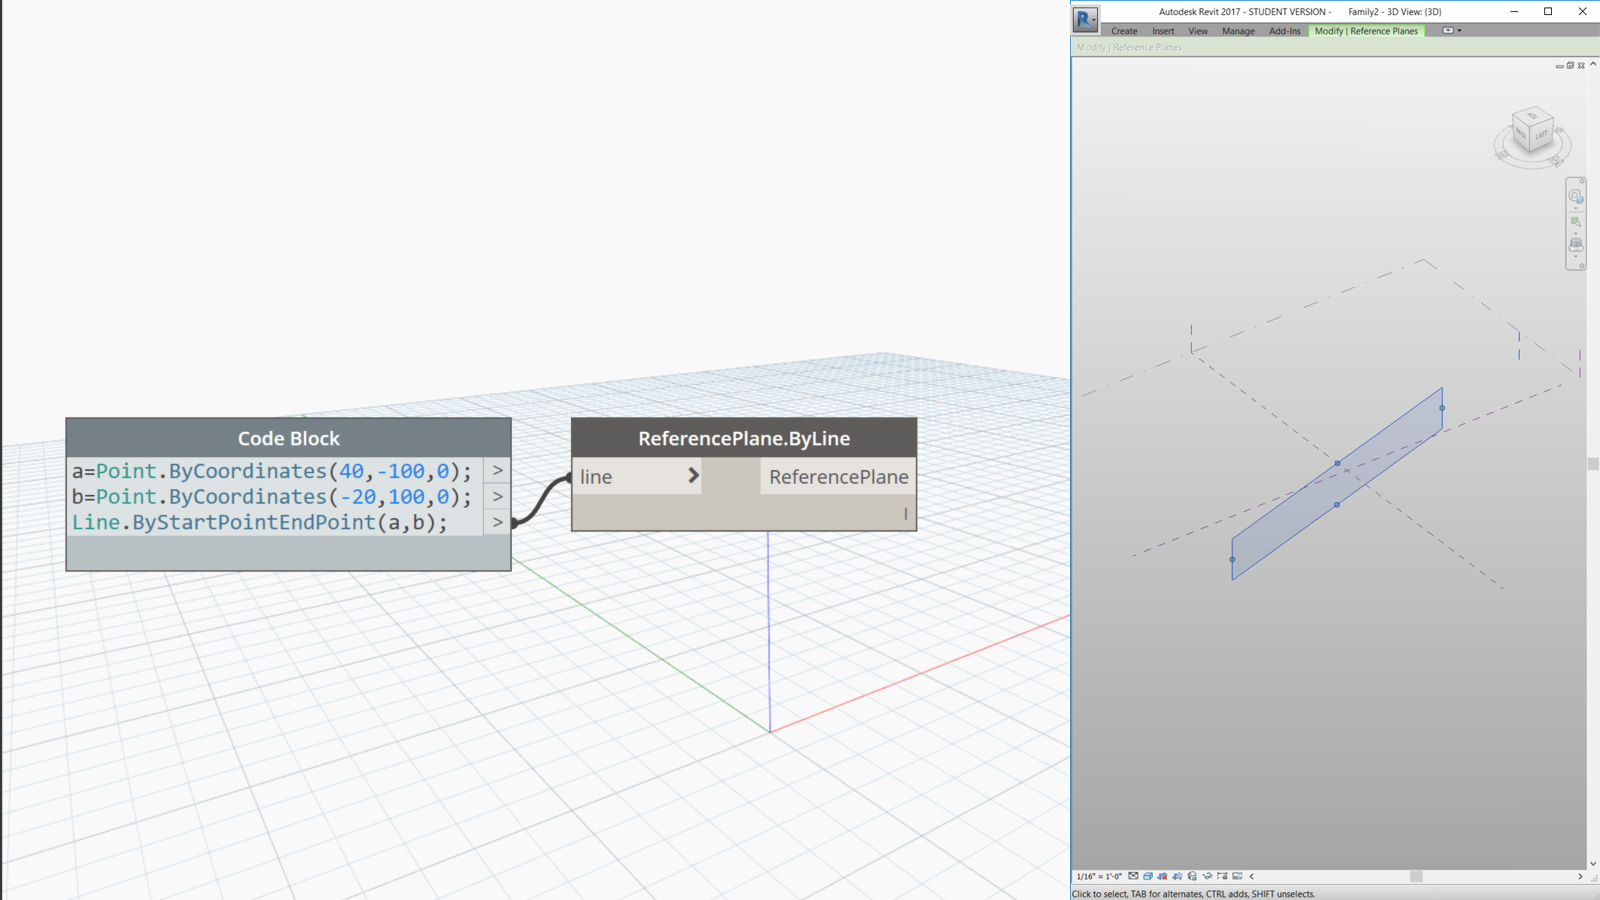 Autodesk Revit 2017 - STUDENT VERSION - Family2 - 3D View: {3D}
R
Create Insert View Manage Add-Ins Modify | Reference Planes
Modify | Reference Planes
LEFT
Code Block
a=Point.ByCoordinates(40,-100,0); >
b=Point.ByCoordinates(-20,100,0); >
Line.ByStartPointEndPoint(a,b); >
ReferencePlane.ByLine
line > ReferencePlane
l
1/16" = 1'-0"
Click to select, TAB for alternates, CTRL adds, SHIFT unselects.